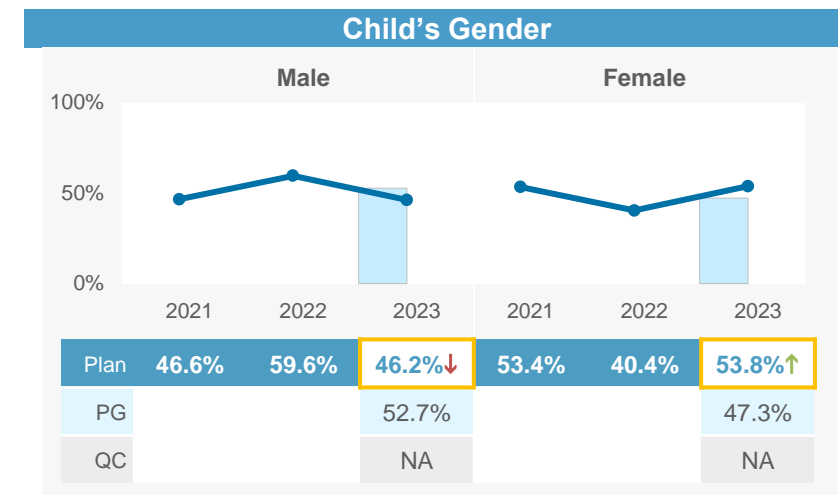 Child's Gender
Male Female
100%
50%
0%
2021 2022 2023 2021 2022 2023
Plan 46.6% 59.6% 46.2%↓ 53.4% 40.4% 53.8%↑
PG 52.7% 47.3%
QC NA NA